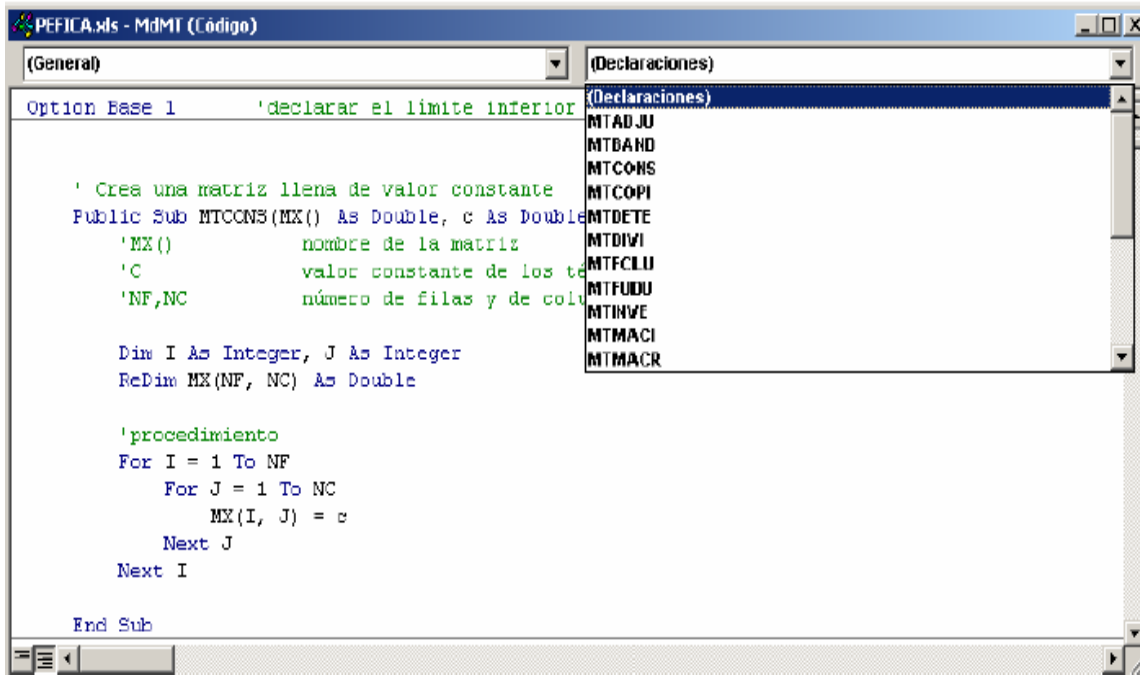 PEFICA.xls - MdMT (Código)
(General)
(Declaraciones)
Option Base 1 'declarar el límite inferior
' Crea una matriz llena de valor constante
Public Sub MTCONS(MX() As Double, c As Double
'MX() nombre de la matriz
'C valor constante de los té
'NF,NC número de filas y de colu
Dim I As Integer, J As Integer
ReDim MX(NF, NC) As Double
'procedimiento
For I = 1 To NF
For J = 1 To NC
MX(I, J) = c
Next J
Next I
End Sub
(Declaraciones)
MTADJU
MTBAND
MTCONS
MTCOPI
MTDETE
MTDIVI
MTFCLU
MTFUDU
MTINVE
MTMACI
MTMACR